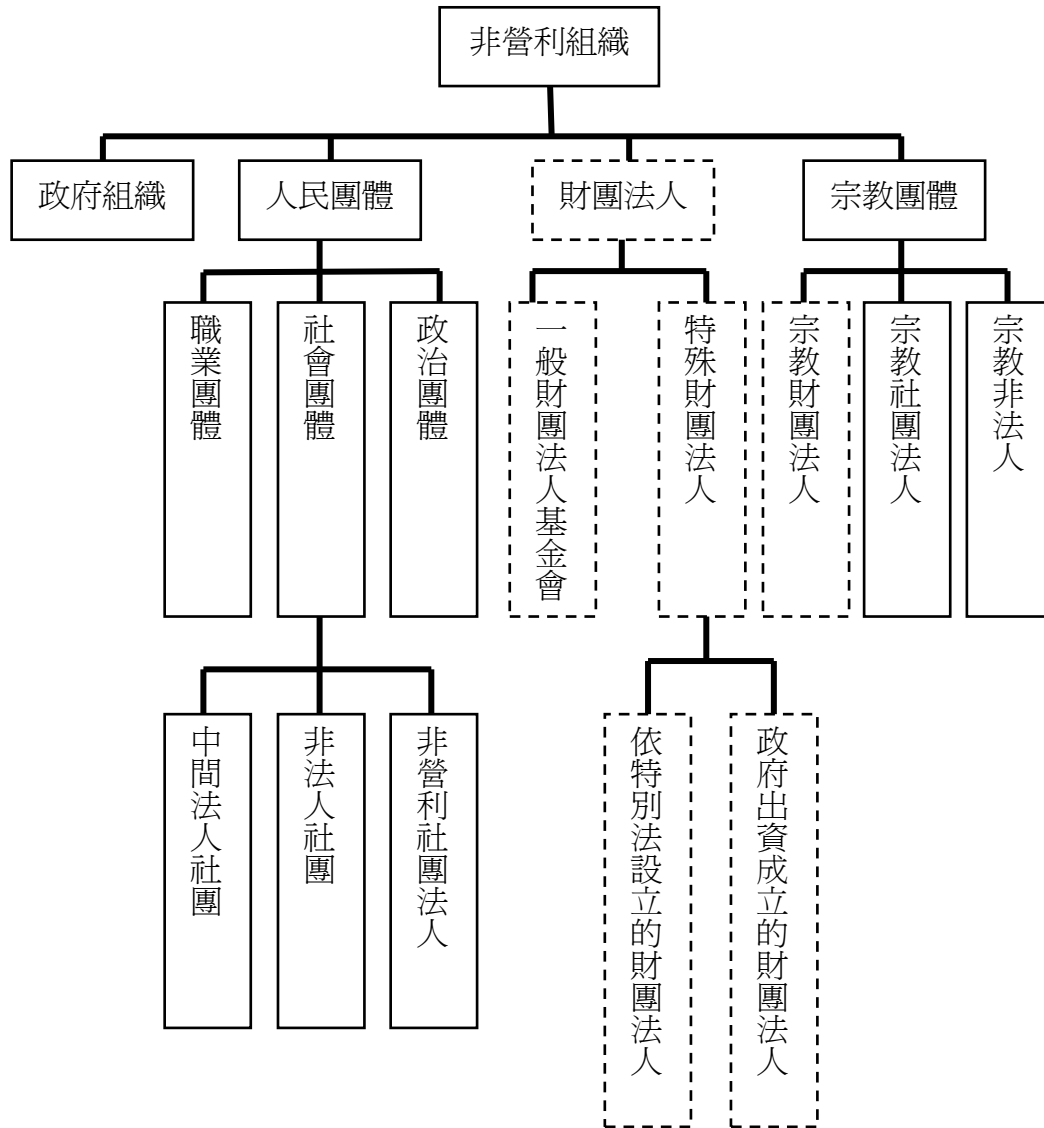 非營利組織
政府組織
人民團體
財團法人
宗教團體
職業團體
社會團體
政治團體
一般財團法人基金會
特殊財團法人
宗教財團法人
宗教社團法人
宗教非法人
中間法人社團
非法人社團
非營利社團法人
依特別法設立的財團法人
政府出資成立的財團法人